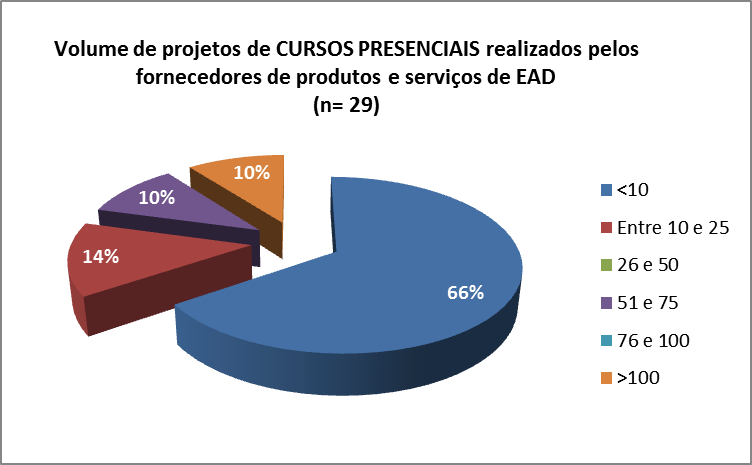 Volume de projetos de CURSOS PRESENCIAIS realizados pelos
fornecedores de produtos e serviços de EAD
(n= 29)
10%
10%
14%
66%
<10
Entre 10 e 25
26 e 50
51 e 75
76 e 100
>100